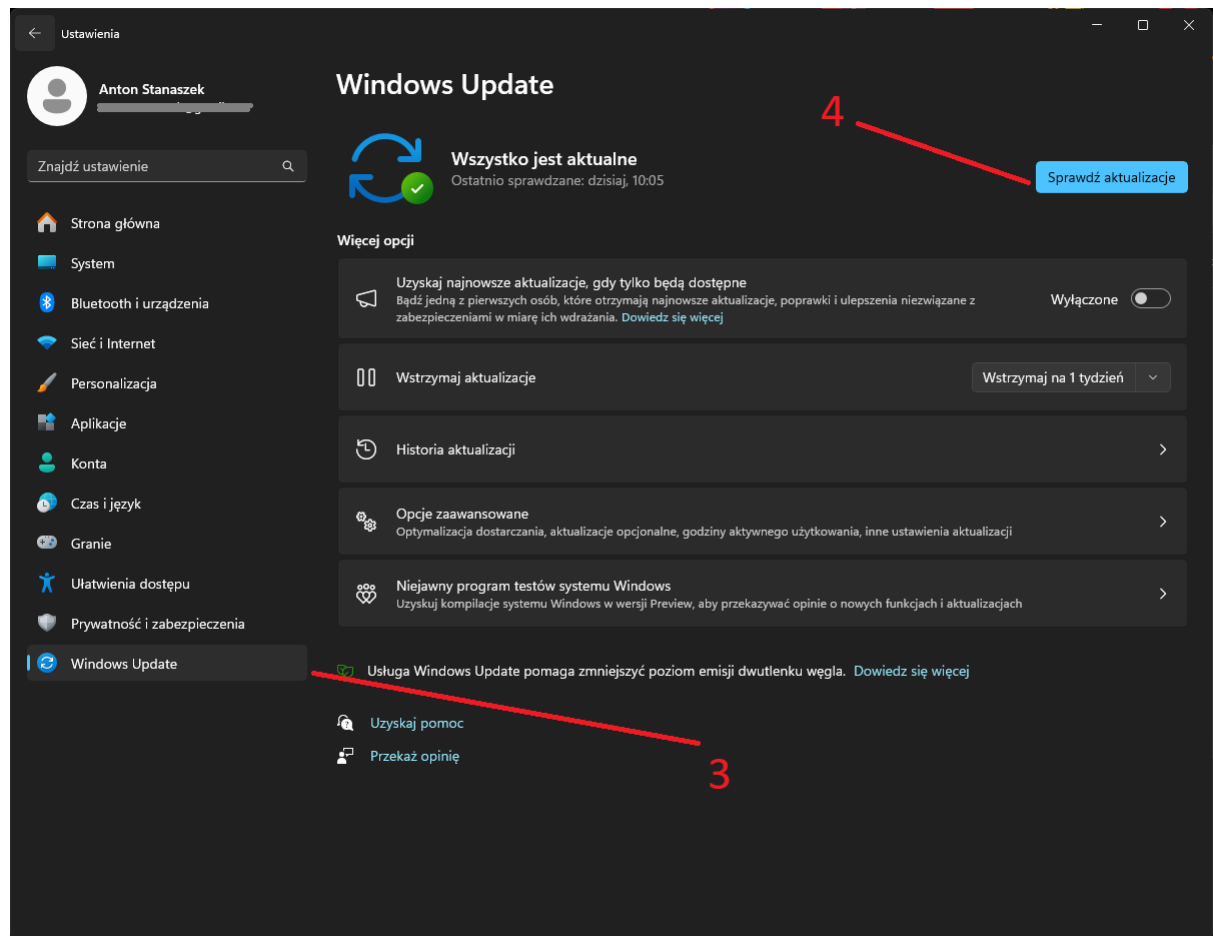 Ustawienia
Anton Stanaszek
Znajdź ustawienie
Strona główna
System
Bluetooth i urządzenia
Sieć i Internet
Personalizacja
Aplikacje
Konta
Czas i język
Granie
Ułatwienia dostępu
Prywatność i zabezpieczenia
Windows Update
Windows Update
4
Wszystko jest aktualne
Ostatnio sprawdzane: dzisiaj, 10:05
Sprawdź aktualizacje
Więcej opcji
Uzyskaj najnowsze aktualizacje, gdy tylko będą dostępne
Bądź jedną z pierwszych osób, które otrzymają najnowsze aktualizacje, poprawki i ulepszenia niezwiązane z
zabezpieczeniami w miarę ich wdrażania. Dowiedz się więcej
Wyłączone
Wstrzymaj aktualizacje
Wstrzymaj na 1 tydzień
Historia aktualizacji
Opcje zaawansowane
Optymalizacja dostarczania, aktualizacje opcjonalne, godziny aktywnego użytkowania, inne ustawienia aktualizacji
Niejawny program testów systemu Windows
Uzyskuj kompilacje systemu Windows w wersji Preview, aby przekazywać opinie o nowych funkcjach i aktualizacjach
Usługa Windows Update pomaga zmniejszyć poziom emisji dwutlenku węgla. Dowiedz się więcej
Uzyskaj pomoc
Przekaż opinię
3